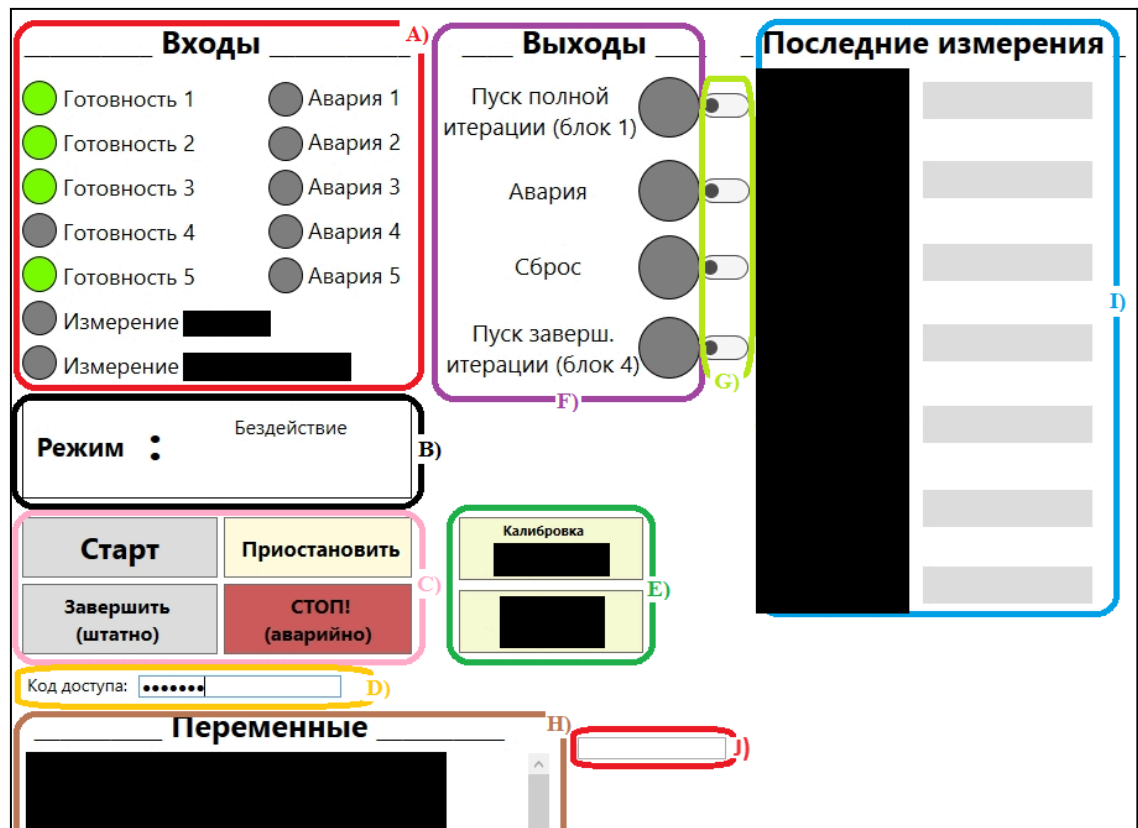 A)
Входы
Готовность 1
Авария 1
Готовность 2
Авария 2
Готовность 3
Авария 3
Готовность 4
Авария 4
Готовность 5
Авария 5
Измерение
Измерение
Выходы
Пуск полной
итерации (блок 1)
Авария
Сброс
Пуск заверш.
итерации (блок 4)
F)
G)
Последние измерения
I)
Режим :
Бездействие
B)
Старт
Приостановить
Завершить
(штатно)
СТОП!
(аварийно)
C)
Калибровка
E)
Код доступа: •••••••
D)
Переменные
H)
J)